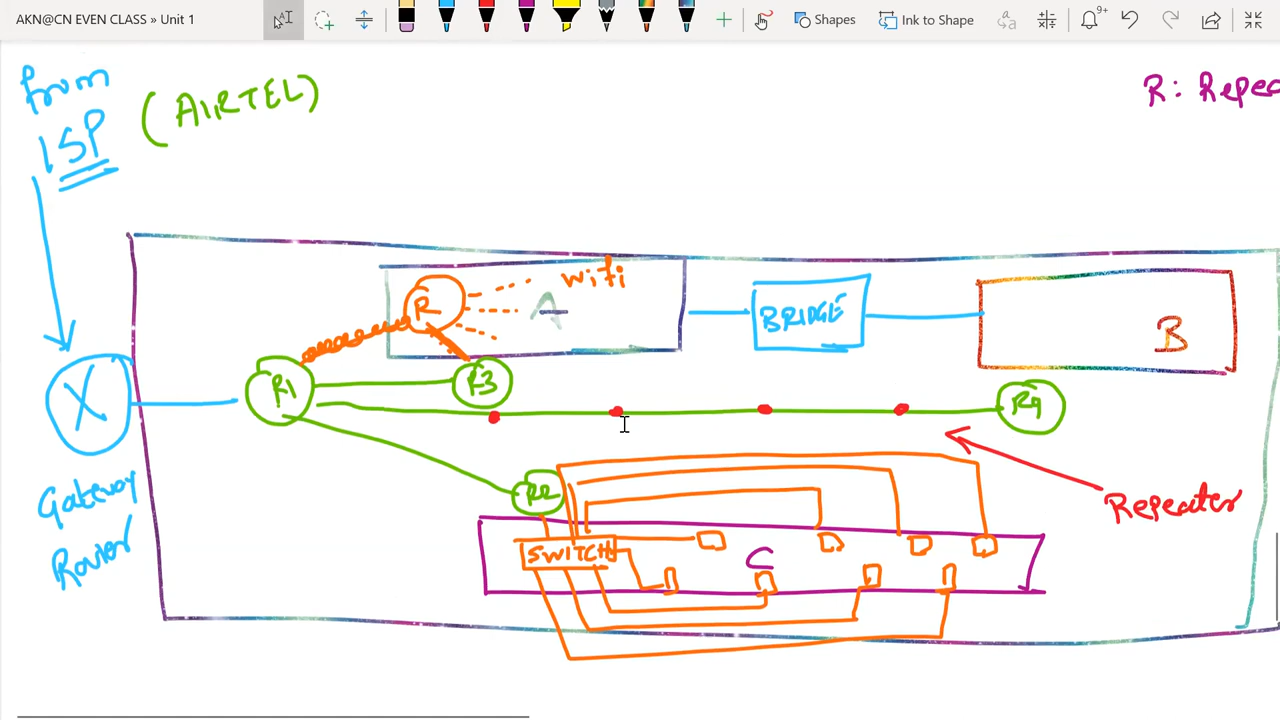 AKN@CN EVEN CLASS » Unit 1
Shapes
Ink to Shape
9+
from
ISP
(AIRTEL)
R: Repea
wifi
R
A
BRIDGE
B
X
R1
R3
R4
Gateway
Router
R2
Repeater
SWITCH
C